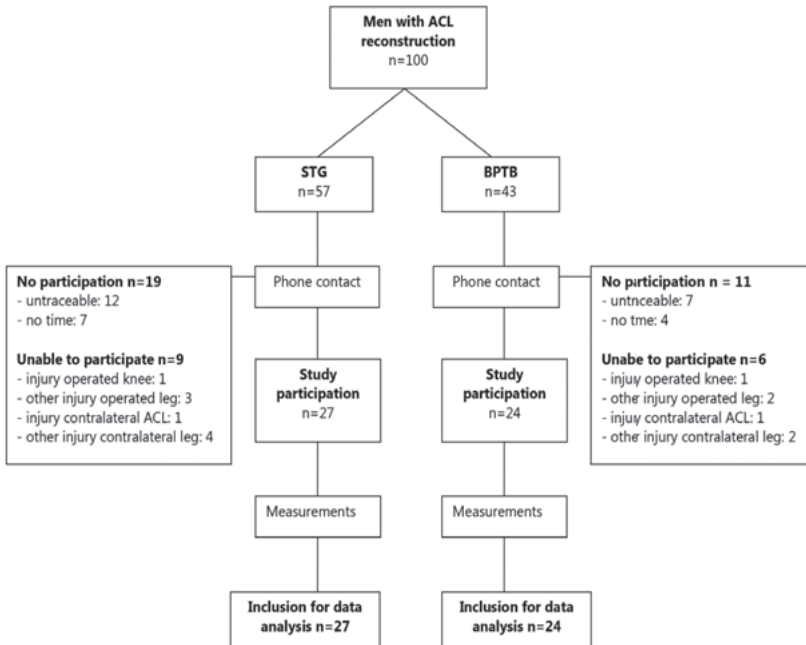 Men with ACL
reconstruction
n=100
STG
n=57
BPTB
n=43
No participation n=19
- untraceable: 12
- no time: 7
Unable to participate n=9
- injury operated knee: 1
- other injury operated leg: 3
- injury contralateral ACL: 1
- other injury contralateral leg: 4
Phone contact
Phone contact
No participation n = 11
- untnceable: 7
- no tme: 4
Unabe to participate n=6
- injuy operated knee: 1
- other injury operated leg: 2
- injuy contralateral ACL: 1
- other injury contralateral leg: 2
Study
participation
n=27
Study
participation
n=24
Measurements
Measurements
Inclusion for data
analysis n=27
Inclusion for data
analysis n=24